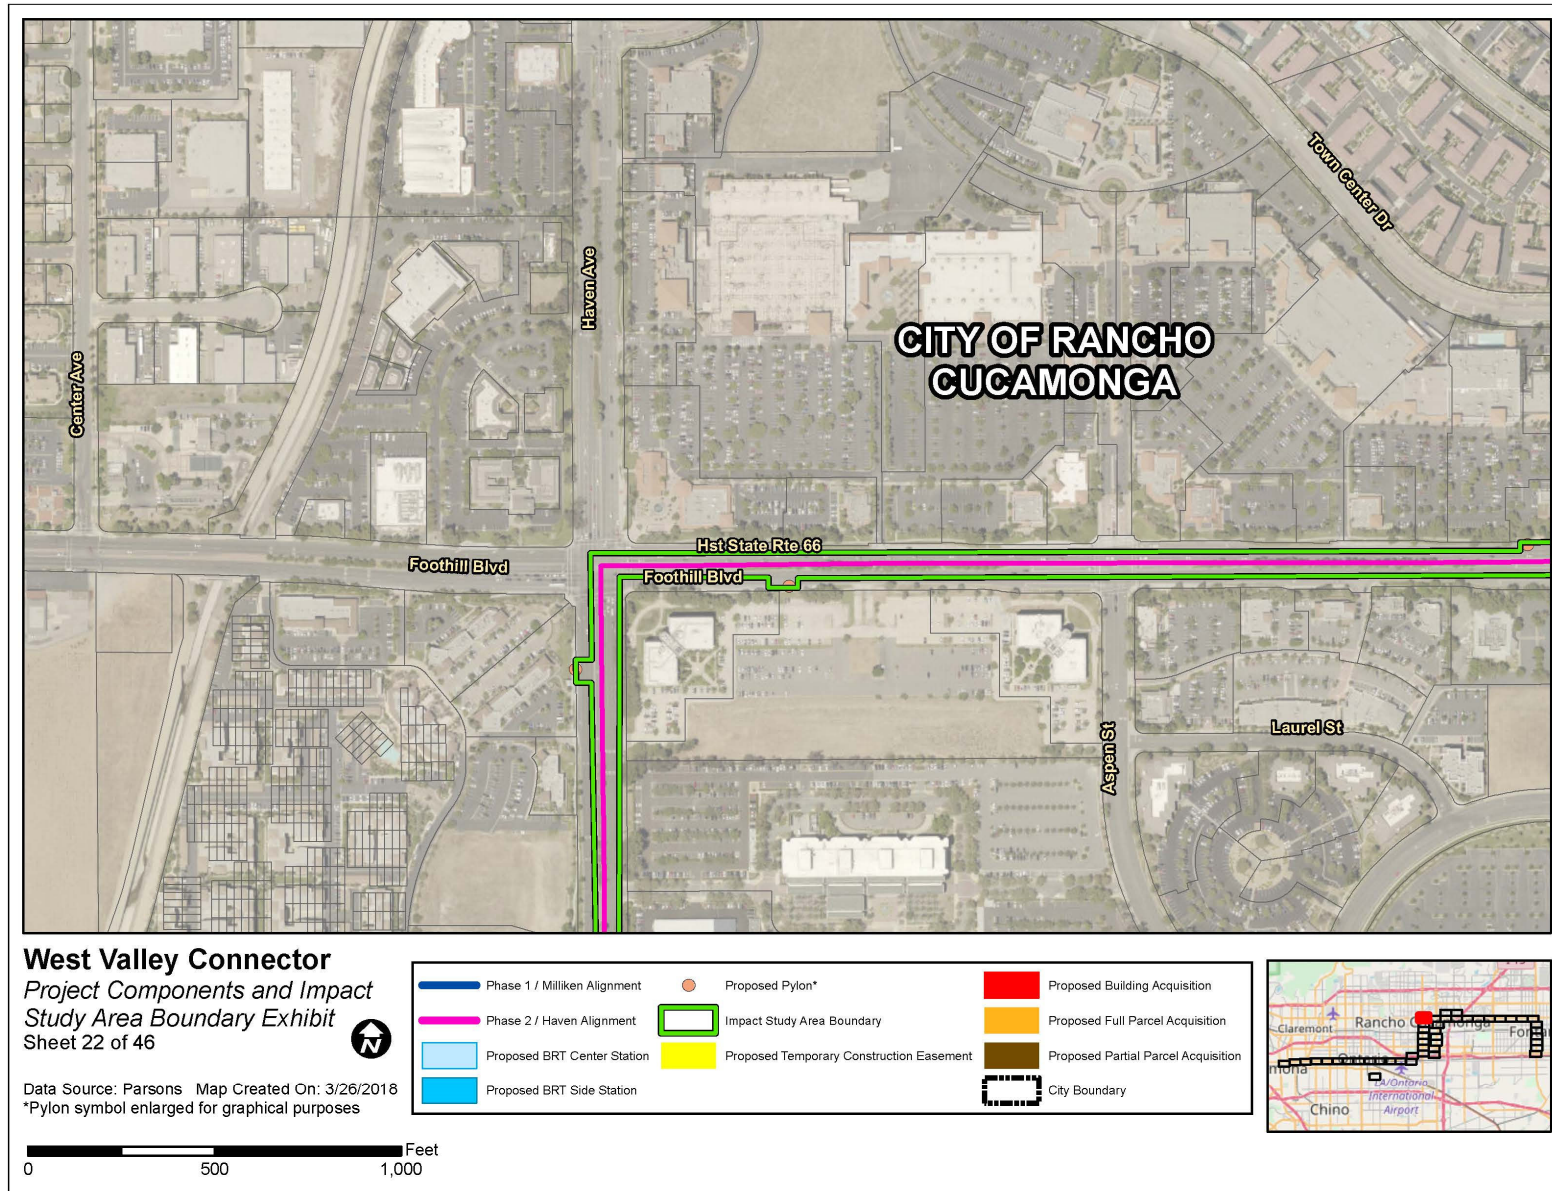 Town Center Dr
Haven Ave
CITY OF RANCHO
CUCAMONGA
Center Ave
Hst State Rte 66
Foothill Blvd
Foothill Blvd
Laurel St
Aspen St
West Valley Connector
Project Components and Impact
Study Area Boundary Exhibit
Sheet 22 of 46
N
Data Source: Parsons Map Created On: 3/26/2018
*Pylon symbol enlarged for graphical purposes
0 500 1,000 Feet
Phase 1 / Milliken Alignment
Phase 2 / Haven Alignment
Proposed BRT Center Station
Proposed BRT Side Station
Proposed Pylon*
Impact Study Area Boundary
Proposed Temporary Construction Easement
Proposed Building Acquisition
Proposed Full Parcel Acquisition
Proposed Partial Parcel Acquisition
City Boundary
Claremont
Rancho
Ontario
LA/Ontario
International
Airport
Chino